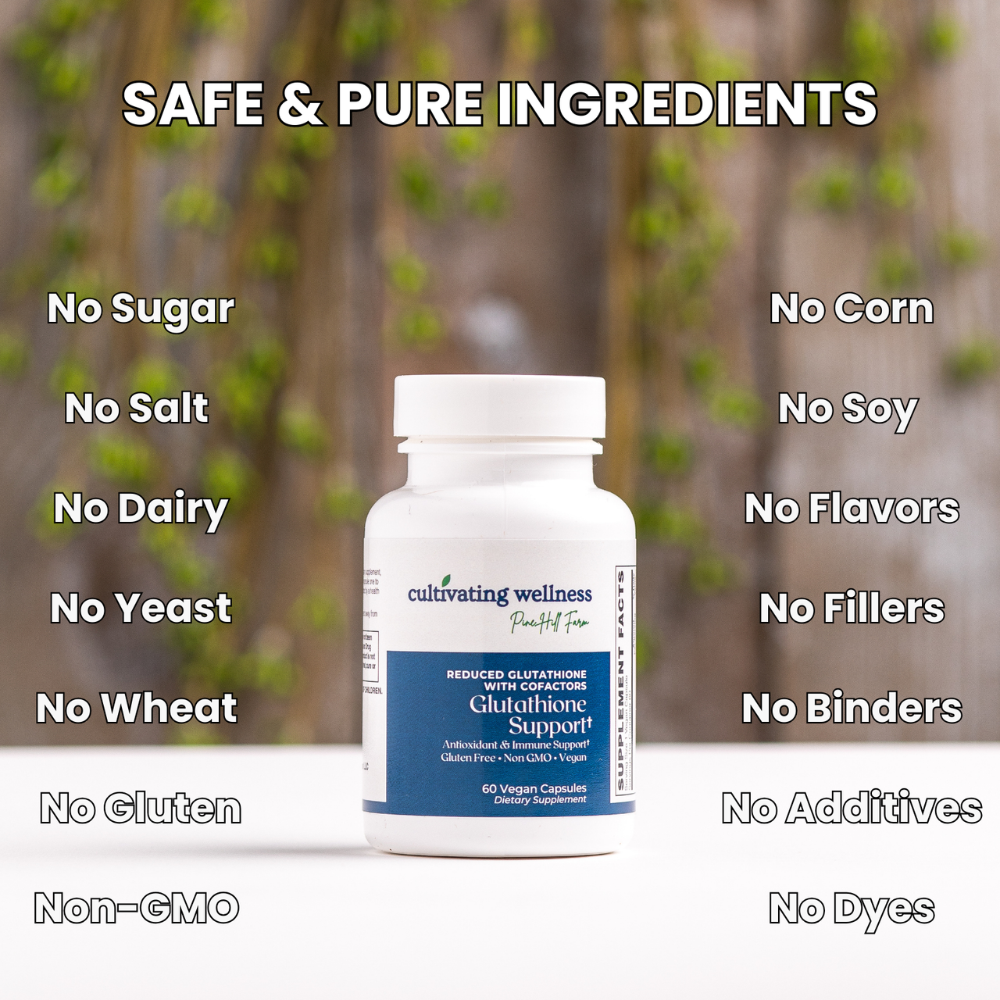 SAFE & PURE INGREDIENTS
No Sugar
No Salt
No Dairy
No Yeast
No Wheat
No Gluten
Non-GMO
No Corn
No Soy
No Flavors
No Fillers
No Binders
No Additives
No Dyes
cultivating wellness
Pine Hill Farm
REDUCED GLUTATHIONE
WITH COFACTORS
Glutathione
Support†
Antioxidant & Immune Support†
Gluten Free • Non GMO • Vegan
60 Vegan Capsules
Dietary Supplement
SUPPLEMENT FACTS
OF CHILDREN.